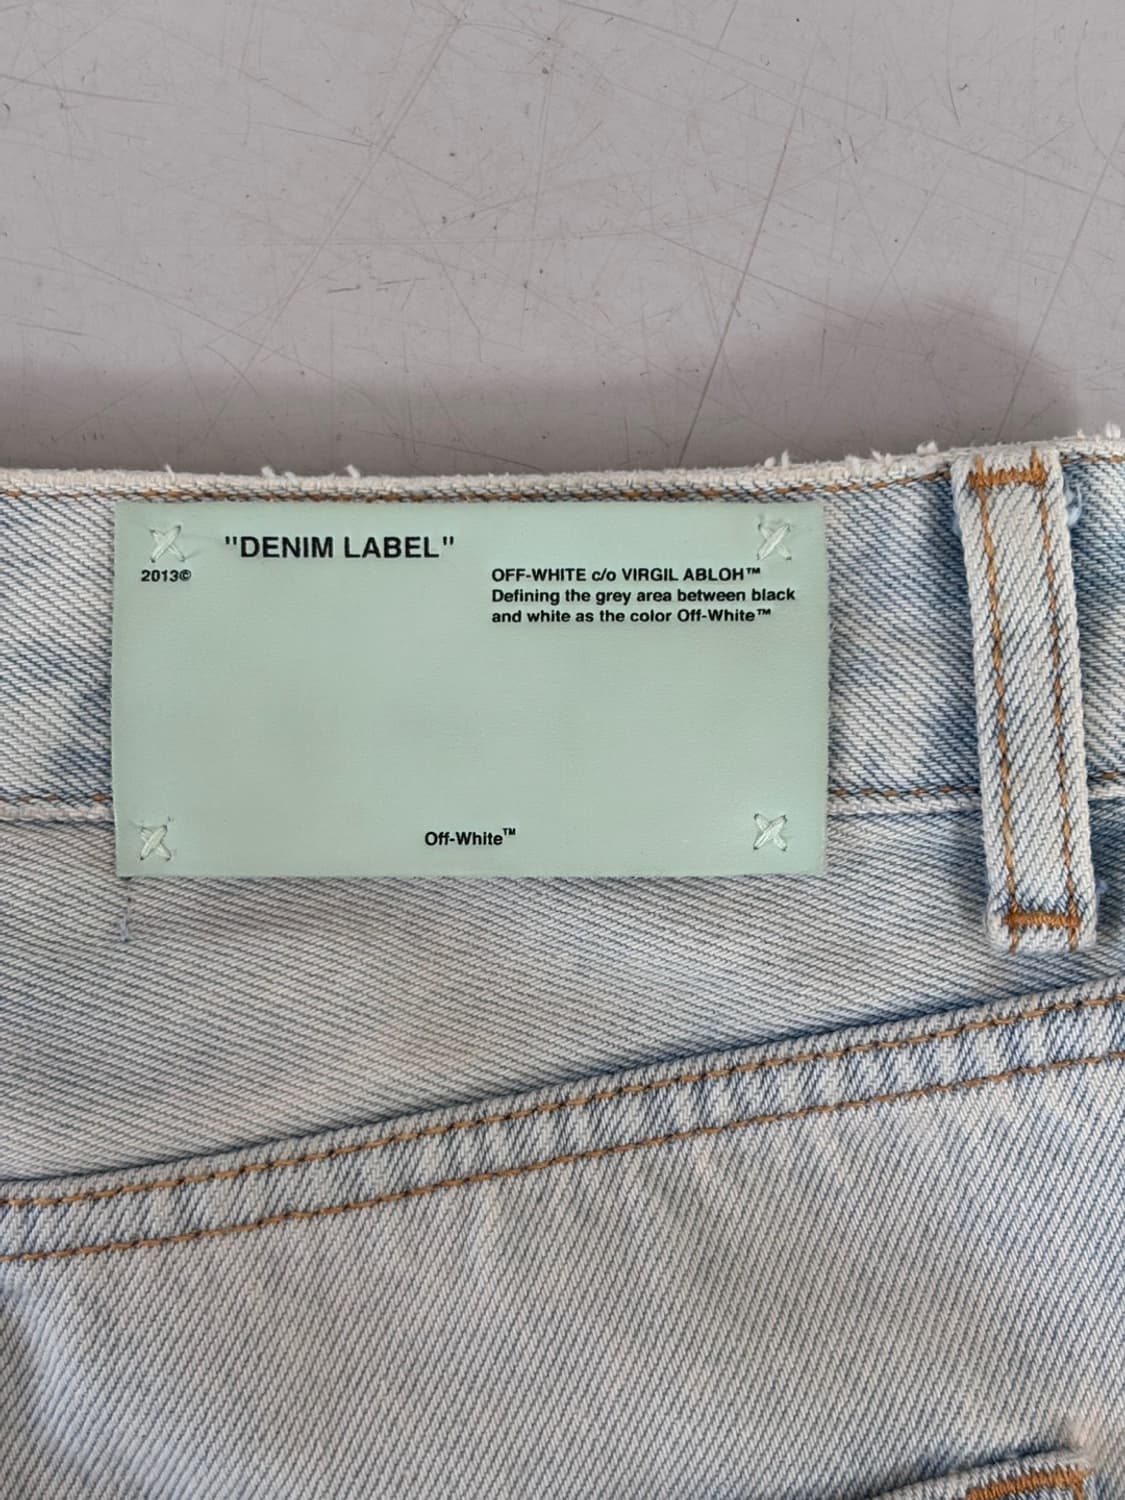 "DENIM LABEL"
2013©
OFF-WHITE c/o VIRGIL ABLOH™
Defining the grey area between black
and white as the color Off-White™
Off-White™